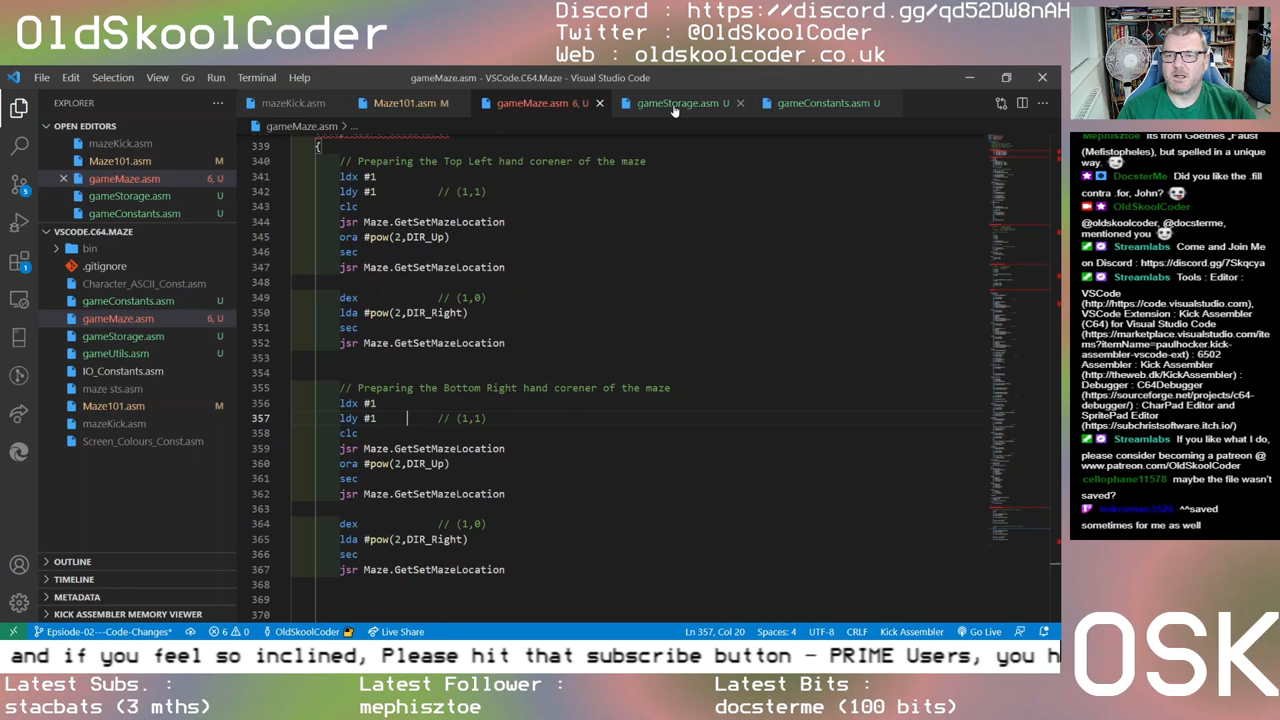 OldSkoolCoder
Discord : https://discord.gg/qd52DW8nAH
Twitter : @OldSkoolCoder
Web : oldskoolcoder.co.uk
File Edit Selection View Go Run Terminal Help
gameMaze.asm - VSCode.C64.Maze - Visual Studio Code
EXPLORER
mazeKick.asm
Maze101.asm M
gameMaze.asm 6, U
gameStorage.asm U
gameConstants.asm U
gameMaze.asm > ...
OPEN EDITORS
mazeKick.asm
Maze101.asm M
gameMaze.asm 6, U
gameStorage.asm U
gameConstants.asm U
VSCODE.C64.MAZE
bin
.gitignore
Character_ASCII_Const.asm
gameConstants.asm U
gameMaze.asm 6, U
gameStorage.asm U
gameUtils.asm U
IO_Constants.asm
maze sts.asm
Maze101.asm M
mazeKick.asm
Screen_Colours_Const.asm
OUTLINE
TIMELINE
METADATA
KICK ASSEMBLER MEMORY VIEWER
339 {
340 // Preparing the Top Left hand corener of the maze
341 ldx #1
342 ldy #1 // (1,1)
343 clc
344 jsr Maze.GetSetMazeLocation
345 ora #pow(2,DIR_Up)
346 sec
347 jsr Maze.GetSetMazeLocation
348
349 dex // (1,0)
350 lda #pow(2,DIR_Right)
351 sec
352 jsr Maze.GetSetMazeLocation
353
354
355 // Preparing the Bottom Right hand corener of the maze
356 ldx #1
357 ldy #1 // (1,1)
358 clc
359 jsr Maze.GetSetMazeLocation
360 ora #pow(2,DIR_Up)
361 sec
362 jsr Maze.GetSetMazeLocation
363
364 dex // (1,0)
365 lda #pow(2,DIR_Right)
366 sec
367 jsr Maze.GetSetMazeLocation
368
369
370
Epsiode-02---Code-Changes* 6 0 OldSkoolCoder Live Share
Ln 357, Col 20 Spaces: 4 UTF-8 CRLF Kick Assembler Go Live
Mephisztoe Its from Goethes „Faust
(Mefistopheles), but spelled in a unique
way.
DocsterMe Did you like the .fill
contra .for, John?
OldSkoolCoder
@oldskoolcoder, @docsterme,
mentioned you
Streamlabs Come and Join Me
on Discord : https://discord.gg/7Skqcya
Streamlabs Tools : Editor :
VSCode
(http://https://code.visualstudio.com),
VSCode Extension : Kick Assembler
(C64) for Visual Studio Code
(https://marketplace.visualstudio.com/ite
ms?itemName=paulhocker.kick-
assembler-vscode-ext) : 6502
Assembler : KickAssembler
(http://theweb.dk/KickAssembler) :
Debugger : C64Debugger
(https://sourceforge.net/projects/c64-
debugger/) : CharPad Editor and
SpritePad Editor
(https://subchristsoftware.itch.io/)
Streamlabs If you like what I do,
please consider becoming a patreon @
www.patreon.com/OldSkoolCoder
cellophane11578 maybe the file wasn't
saved?
^^saved
sometimes for me as well
OSK
and if you feel so inclined, Please hit that subscribe button - PRIME Users, you h
Latest Subs. :
stacbats (3 mths)
Latest Follower :
mephisztoe
Latest Bits :
docsterme (100 bits)